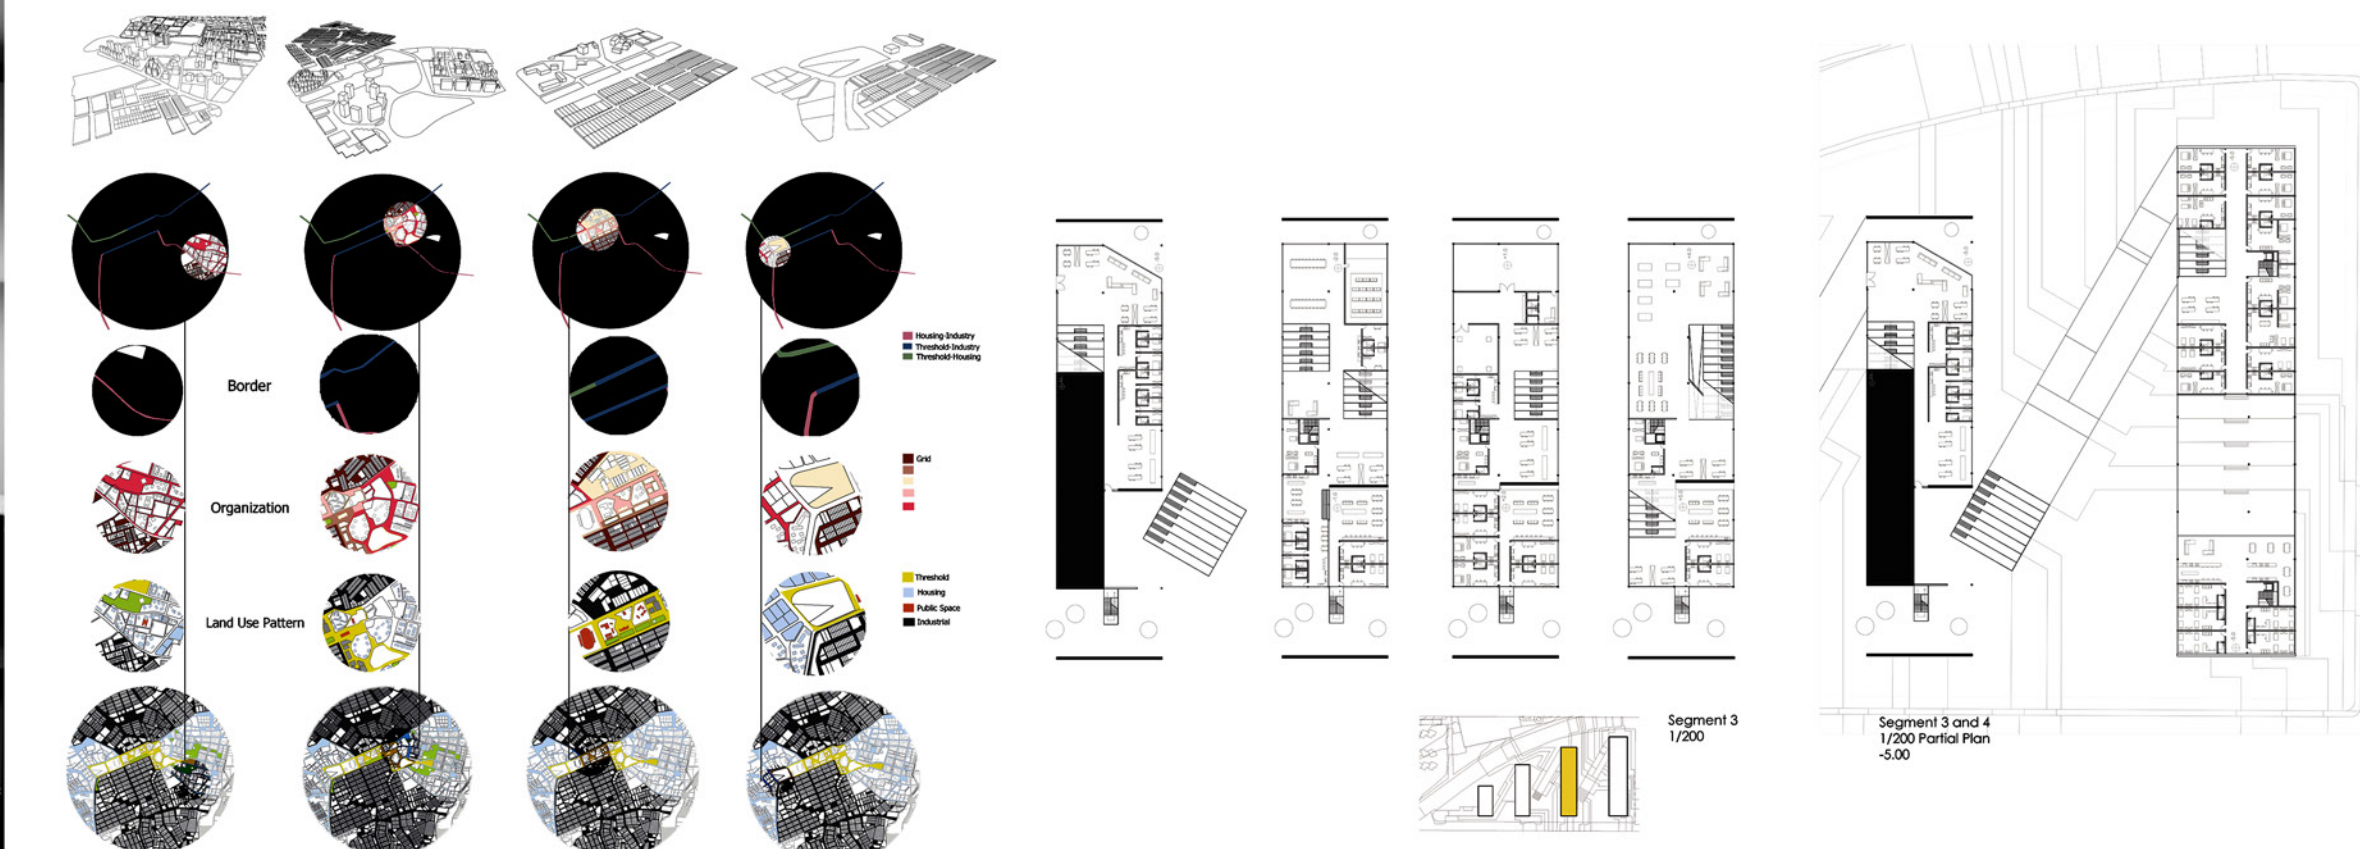 Housing-Industry
Threshold-Industry
Threshold-Housing
Border
Grid
Organization
Threshold
Housing
Public Space
Industrial
Land Use Pattern
Segment 3
1/200
Segment 3 and 4
1/200 Partial Plan
-5.00